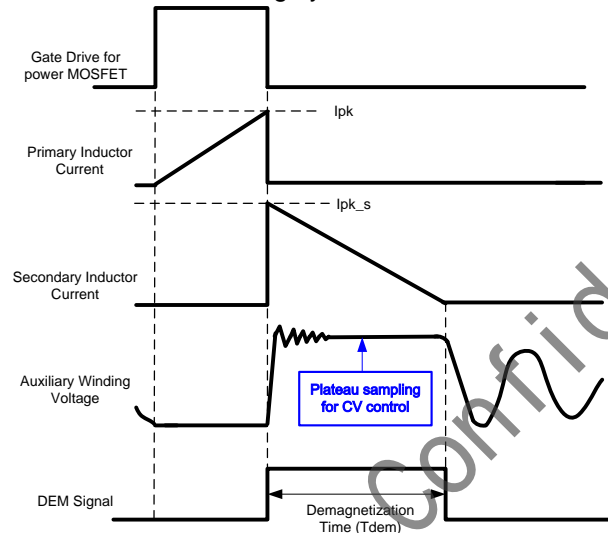 Gate Drive for
power MOSFET
Ipk
Primary Inductor
Current
Ipk_s
Secondary Inductor
Current
Auxiliary Winding
Voltage
Plateau sampling
for CV control
DEM Signal
Demagnetization
Time (Tdem)
Confid